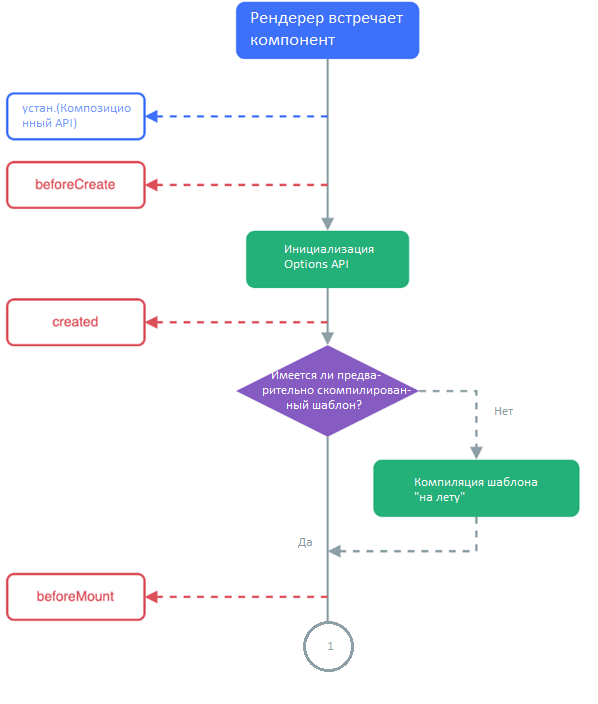 Рендерер встречает
компонент
устан.(Композицио
нный API)
beforeCreate
Инициализация
Options API
created
Имеется ли предва-
рительно скомпилирован-
ный шаблон?
Нет
Компиляция шаблона
"на лету"
Да
beforeMount
1